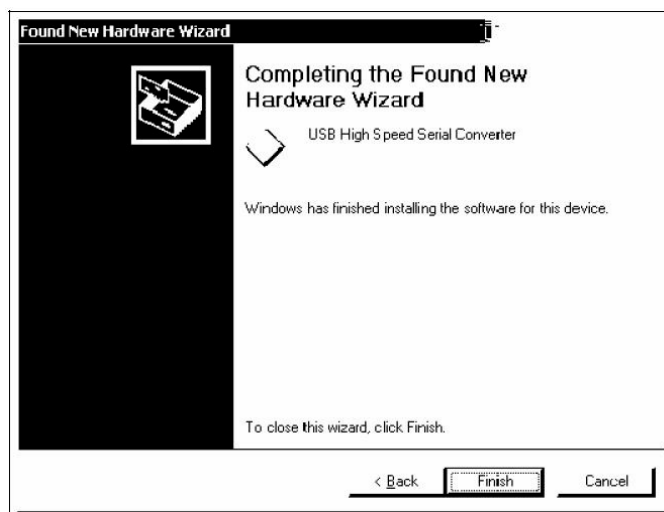 Found New Hardware Wizard
Completing the Found New
Hardware Wizard
USB High Speed Serial Converter
Windows has finished installing the software for this device.
To close this wizard, click Finish.
< Back
Finish
Cancel